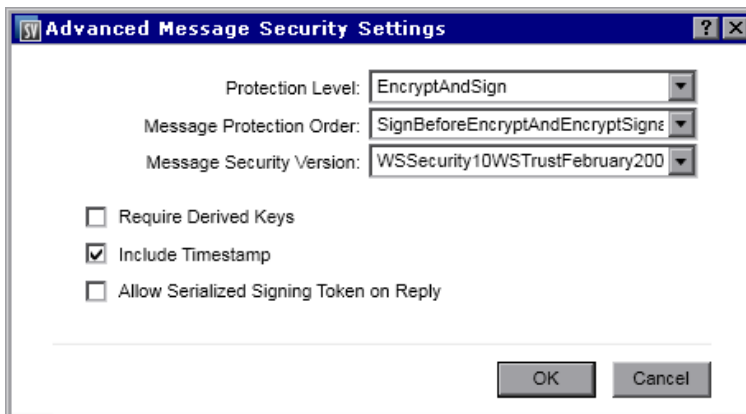 SV Advanced Message Security Settings ? X
Protection Level: EncryptAndSign
Message Protection Order: SignBeforeEncryptAndEncryptSigna
Message Security Version: WSSecurity10WSTrustFebruary200
Require Derived Keys
Include Timestamp
Allow Serialized Signing Token on Reply
OK Cancel